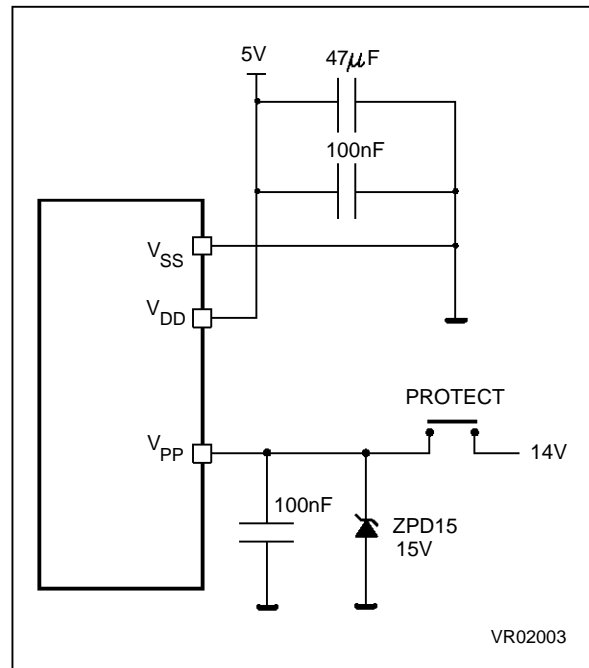 5V
47μF
100nF
VSS
VDD
PROTECT
VPP
14V
100nF
ZPD15
15V
VR02003